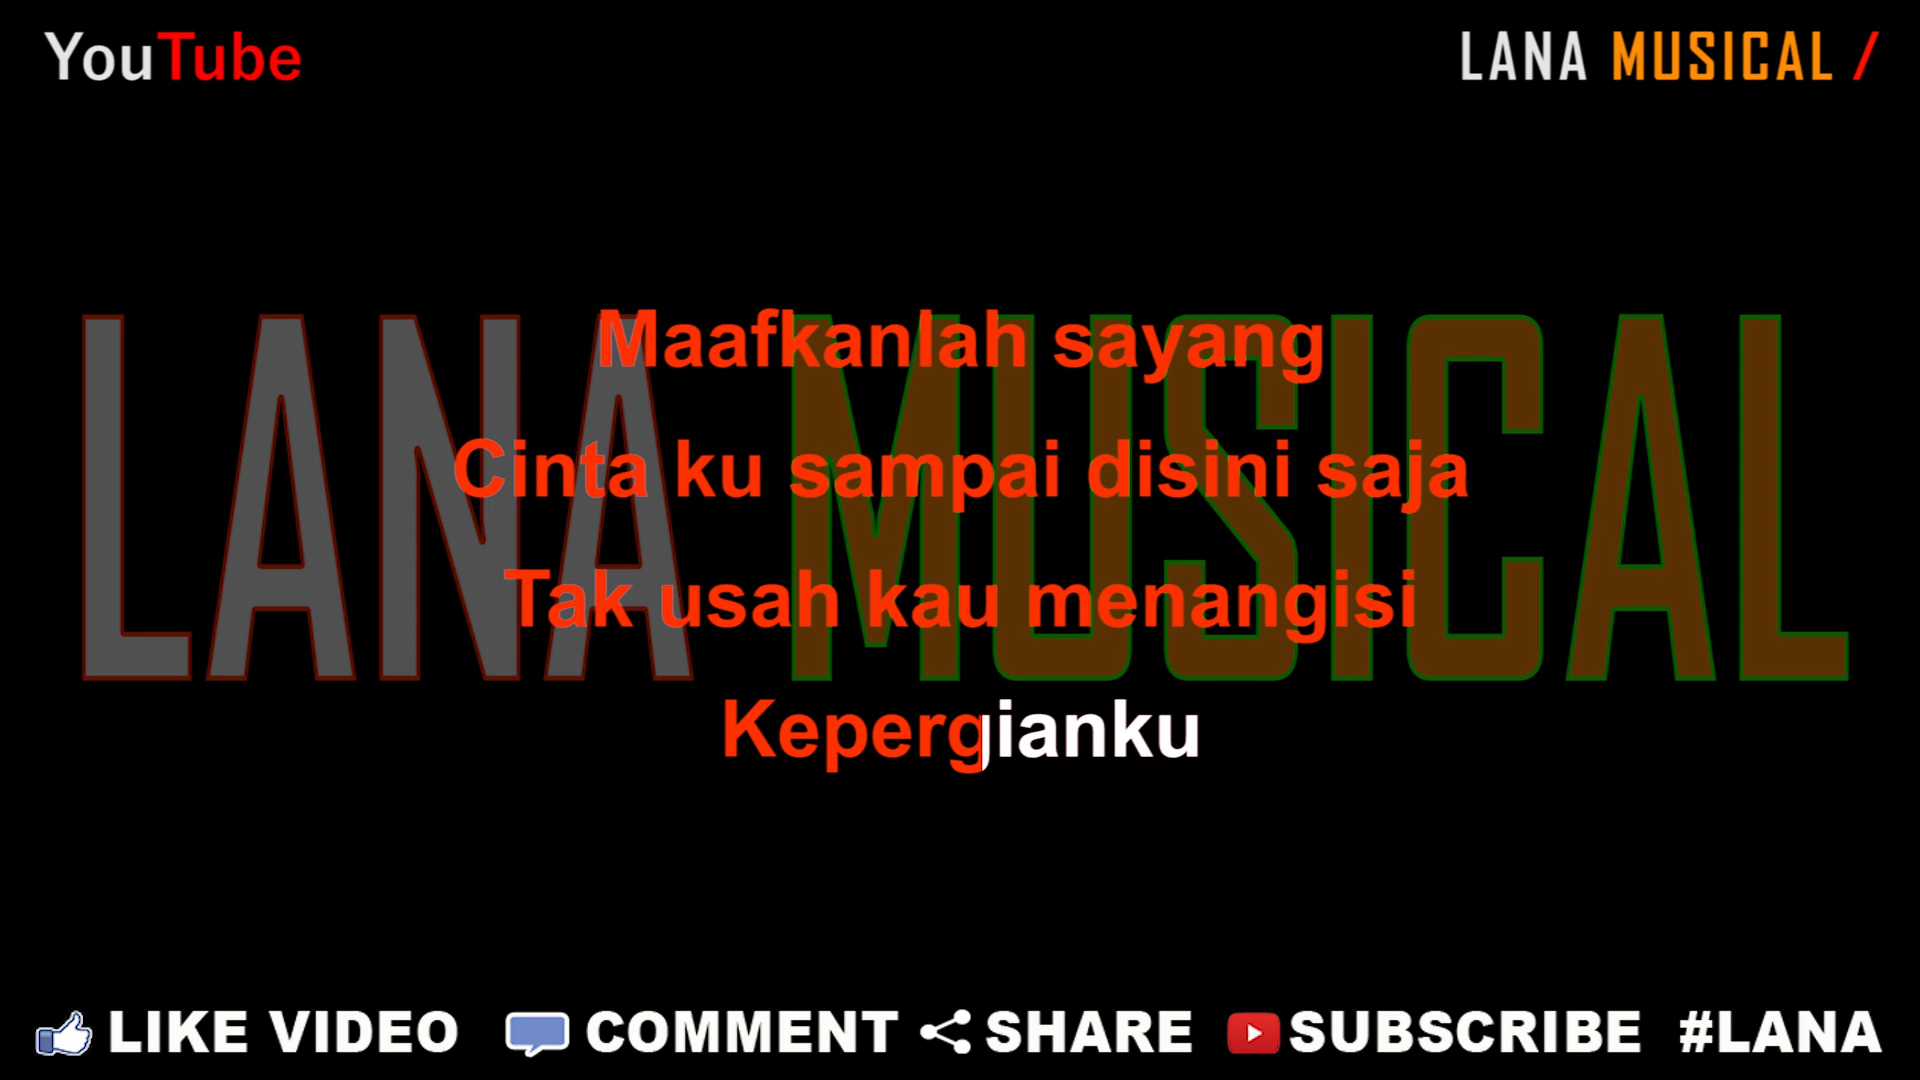 YouTube
LANA MUSICAL /
LANA MUSICAL
Maafkanlah sayang
Cinta ku sampai disini saja
Tak usah kau menangisi
Kepergianku
LIKE VIDEO COMMENT SHARE SUBSCRIBE #LANA